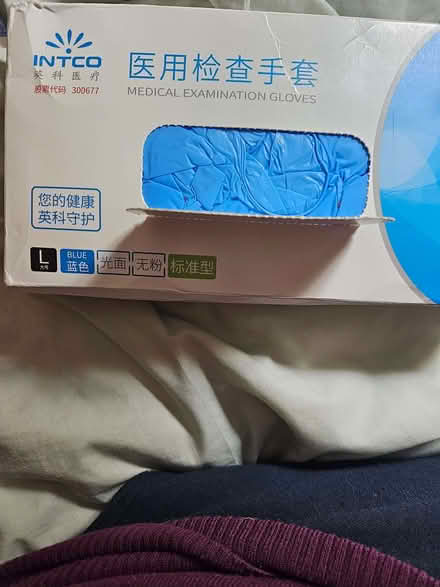 INTCO
英科医疗
股票代码 300677
医用检查手套
MEDICAL EXAMINATION GLOVES
您的健康
英科守护
L
大号
BLUE
蓝色
光面
无粉
标准型